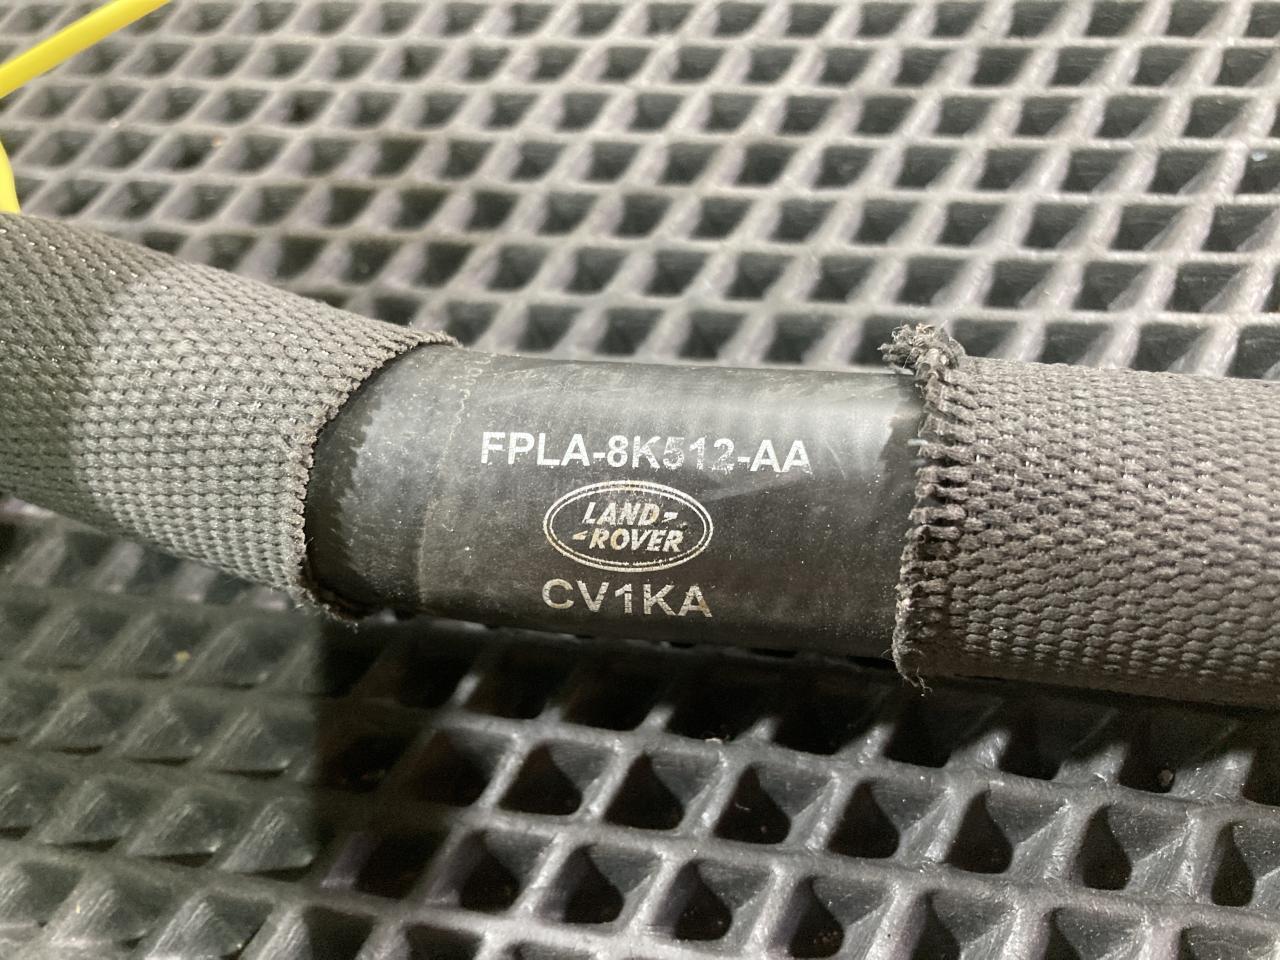 FPLA-8K512-AA
LAND-
-ROVER
CV1KA